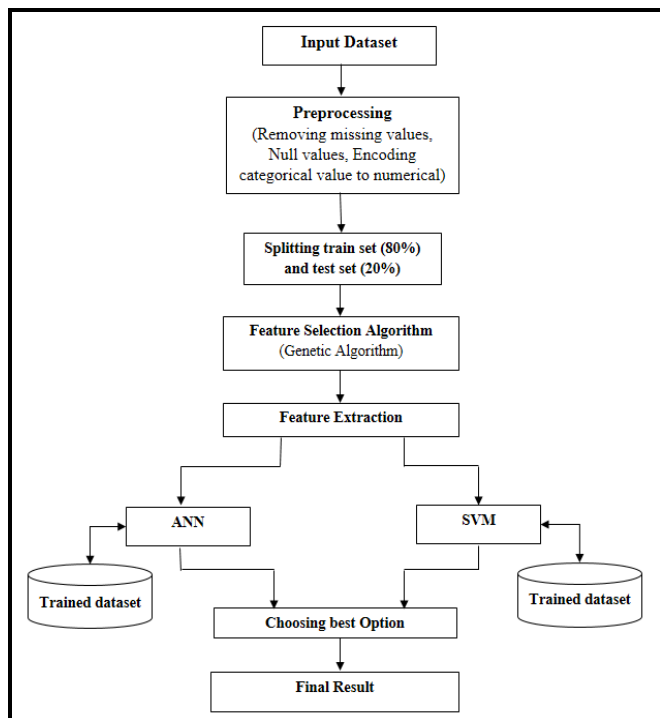 Input Dataset
Preprocessing
(Removing missing values,
Null values, Encoding
categorical value to numerical)
Splitting train set (80%)
and test set (20%)
Feature Selection Algorithm
(Genetic Algorithm)
Feature Extraction
ANN
SVM
Trained dataset
Trained dataset
Choosing best Option
Final Result